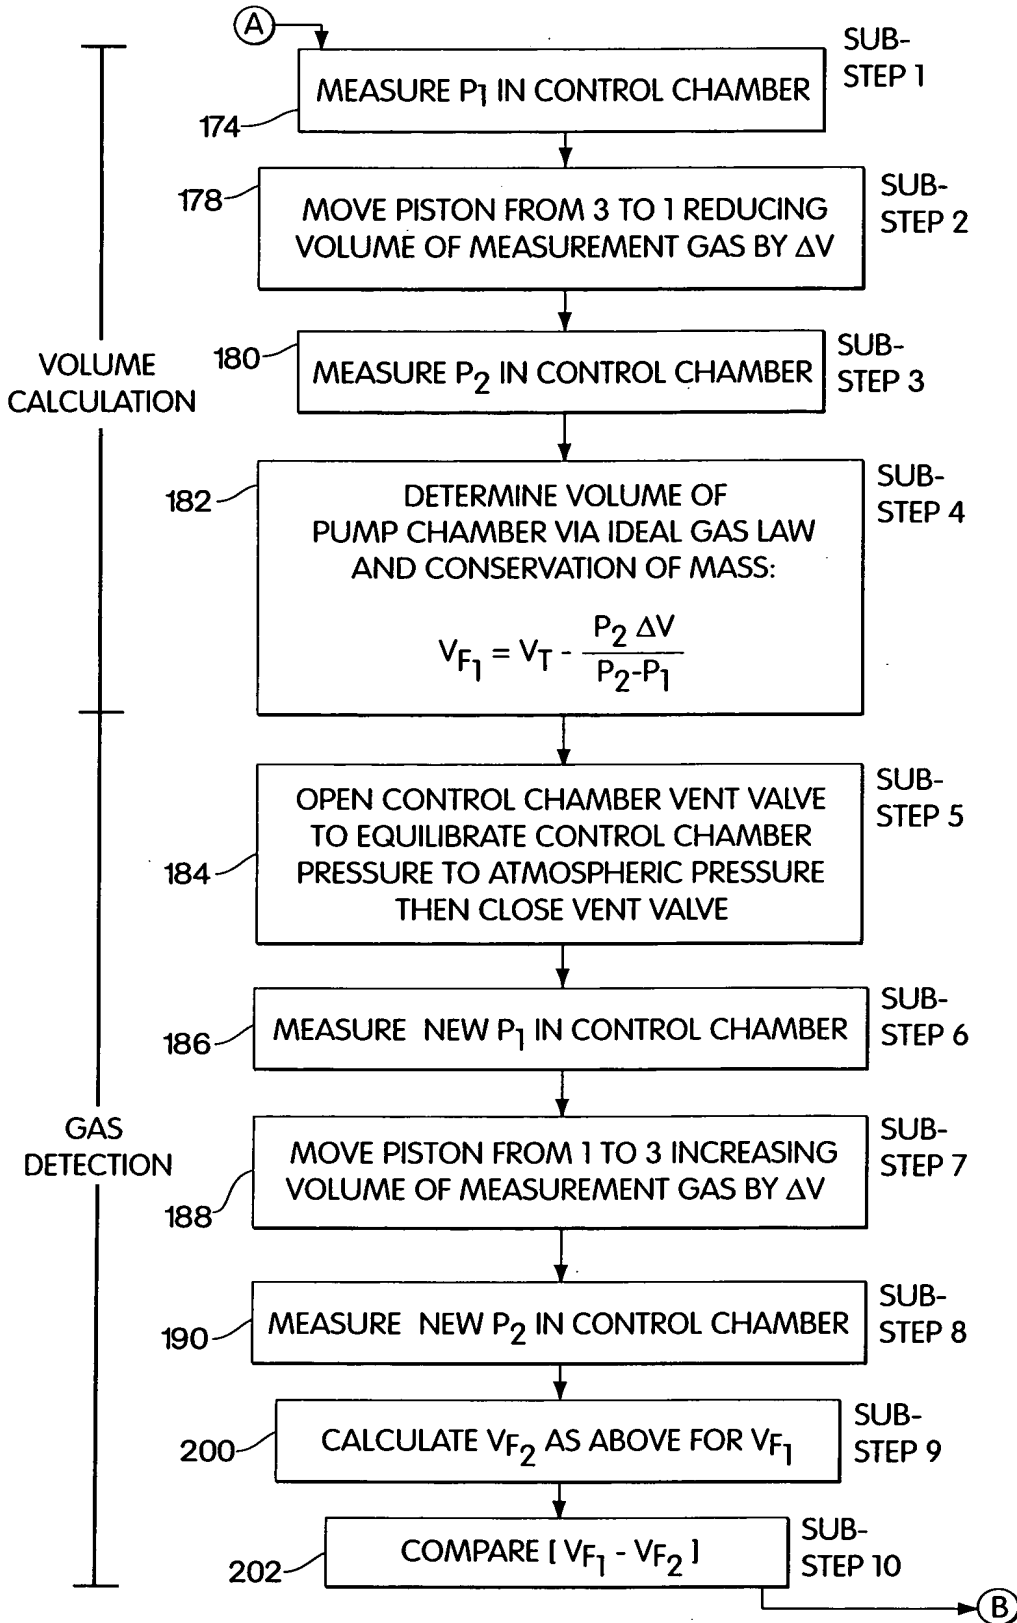 A
SUB-
STEP 1
MEASURE P1 IN CONTROL CHAMBER
174
178
SUB-
STEP 2
MOVE PISTON FROM 3 TO 1 REDUCING
VOLUME OF MEASUREMENT GAS BY ΔV
180
SUB-
STEP 3
MEASURE P2 IN CONTROL CHAMBER
VOLUME
CALCULATION
182
SUB-
STEP 4
DETERMINE VOLUME OF
PUMP CHAMBER VIA IDEAL GAS LAW
AND CONSERVATION OF MASS:
VF1 = VT - P2 ΔV / P2-P1
SUB-
STEP 5
OPEN CONTROL CHAMBER VENT VALVE
TO EQUILIBRATE CONTROL CHAMBER
PRESSURE TO ATMOSPHERIC PRESSURE
THEN CLOSE VENT VALVE
184
SUB-
STEP 6
MEASURE NEW P1 IN CONTROL CHAMBER
186
GAS
DETECTION
SUB-
STEP 7
MOVE PISTON FROM 1 TO 3 INCREASING
VOLUME OF MEASUREMENT GAS BY ΔV
188
SUB-
STEP 8
MEASURE NEW P2 IN CONTROL CHAMBER
190
SUB-
STEP 9
CALCULATE VF2 AS ABOVE FOR VF1
200
SUB-
STEP 10
COMPARE [ VF1 - VF2 ]
202
B